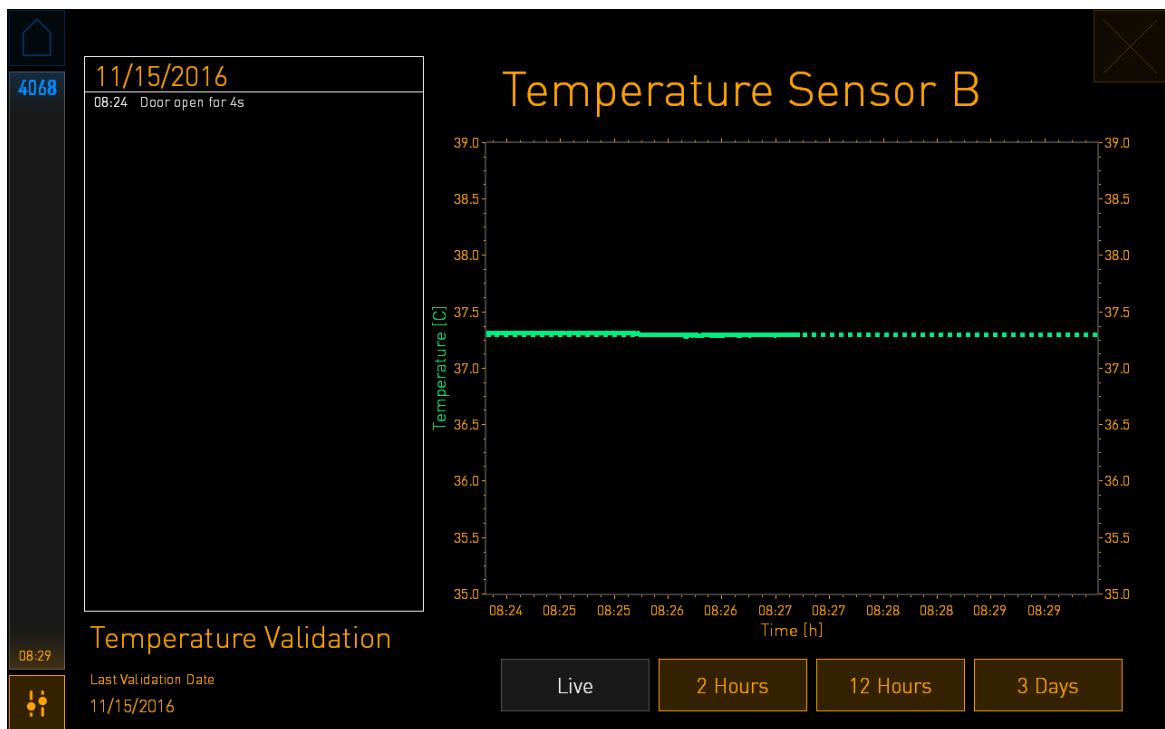 4068
08:29
11/15/2016
08:24 Door open for 4s
Temperature Validation
Last Validation Date
11/15/2016
Temperature Sensor B
Temperature [C]
39.0 39.0
38.5 38.5
38.0 38.0
37.5 37.5
37.0 37.0
36.5 36.5
36.0 36.0
35.5 35.5
35.0 35.0
08:24 08:25 08:25 08:26 08:26 08:27 08:27 08:28 08:28 08:29 08:29
Time [h]
Live 2 Hours 12 Hours 3 Days